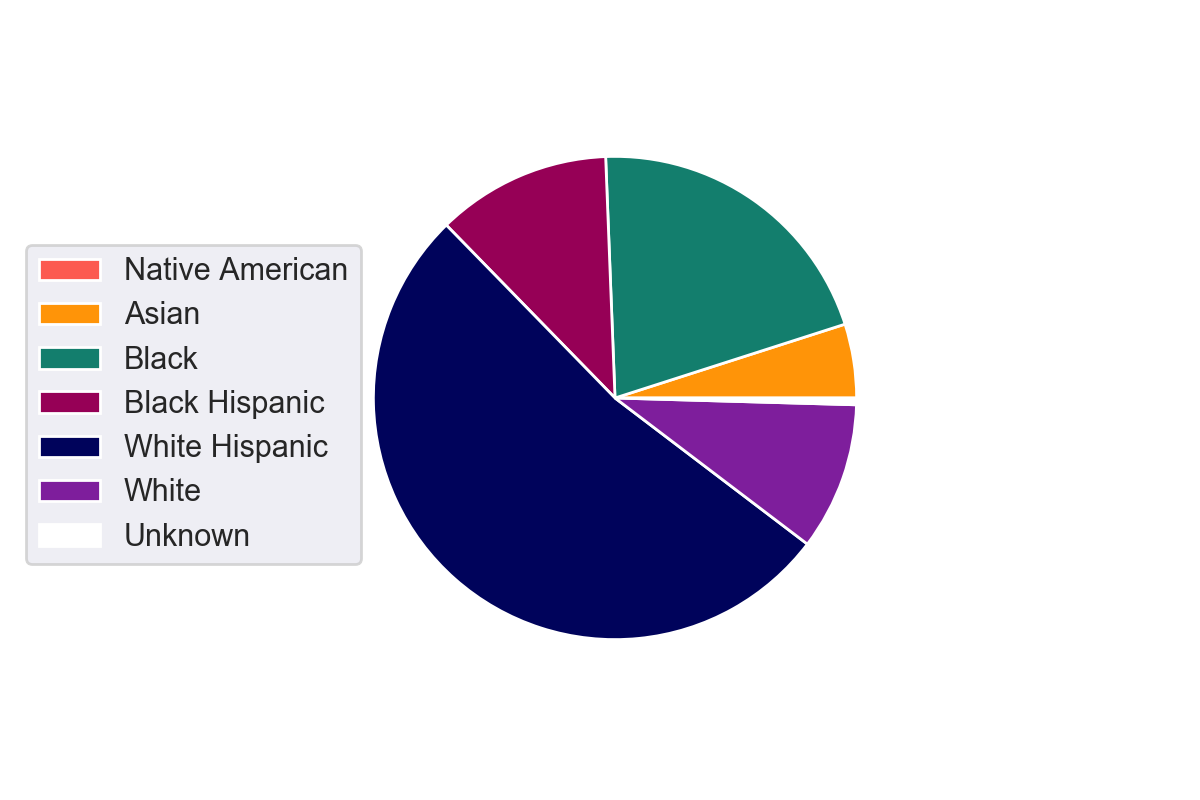 Native American
Asian
Black
Black Hispanic
White Hispanic
White
Unknown